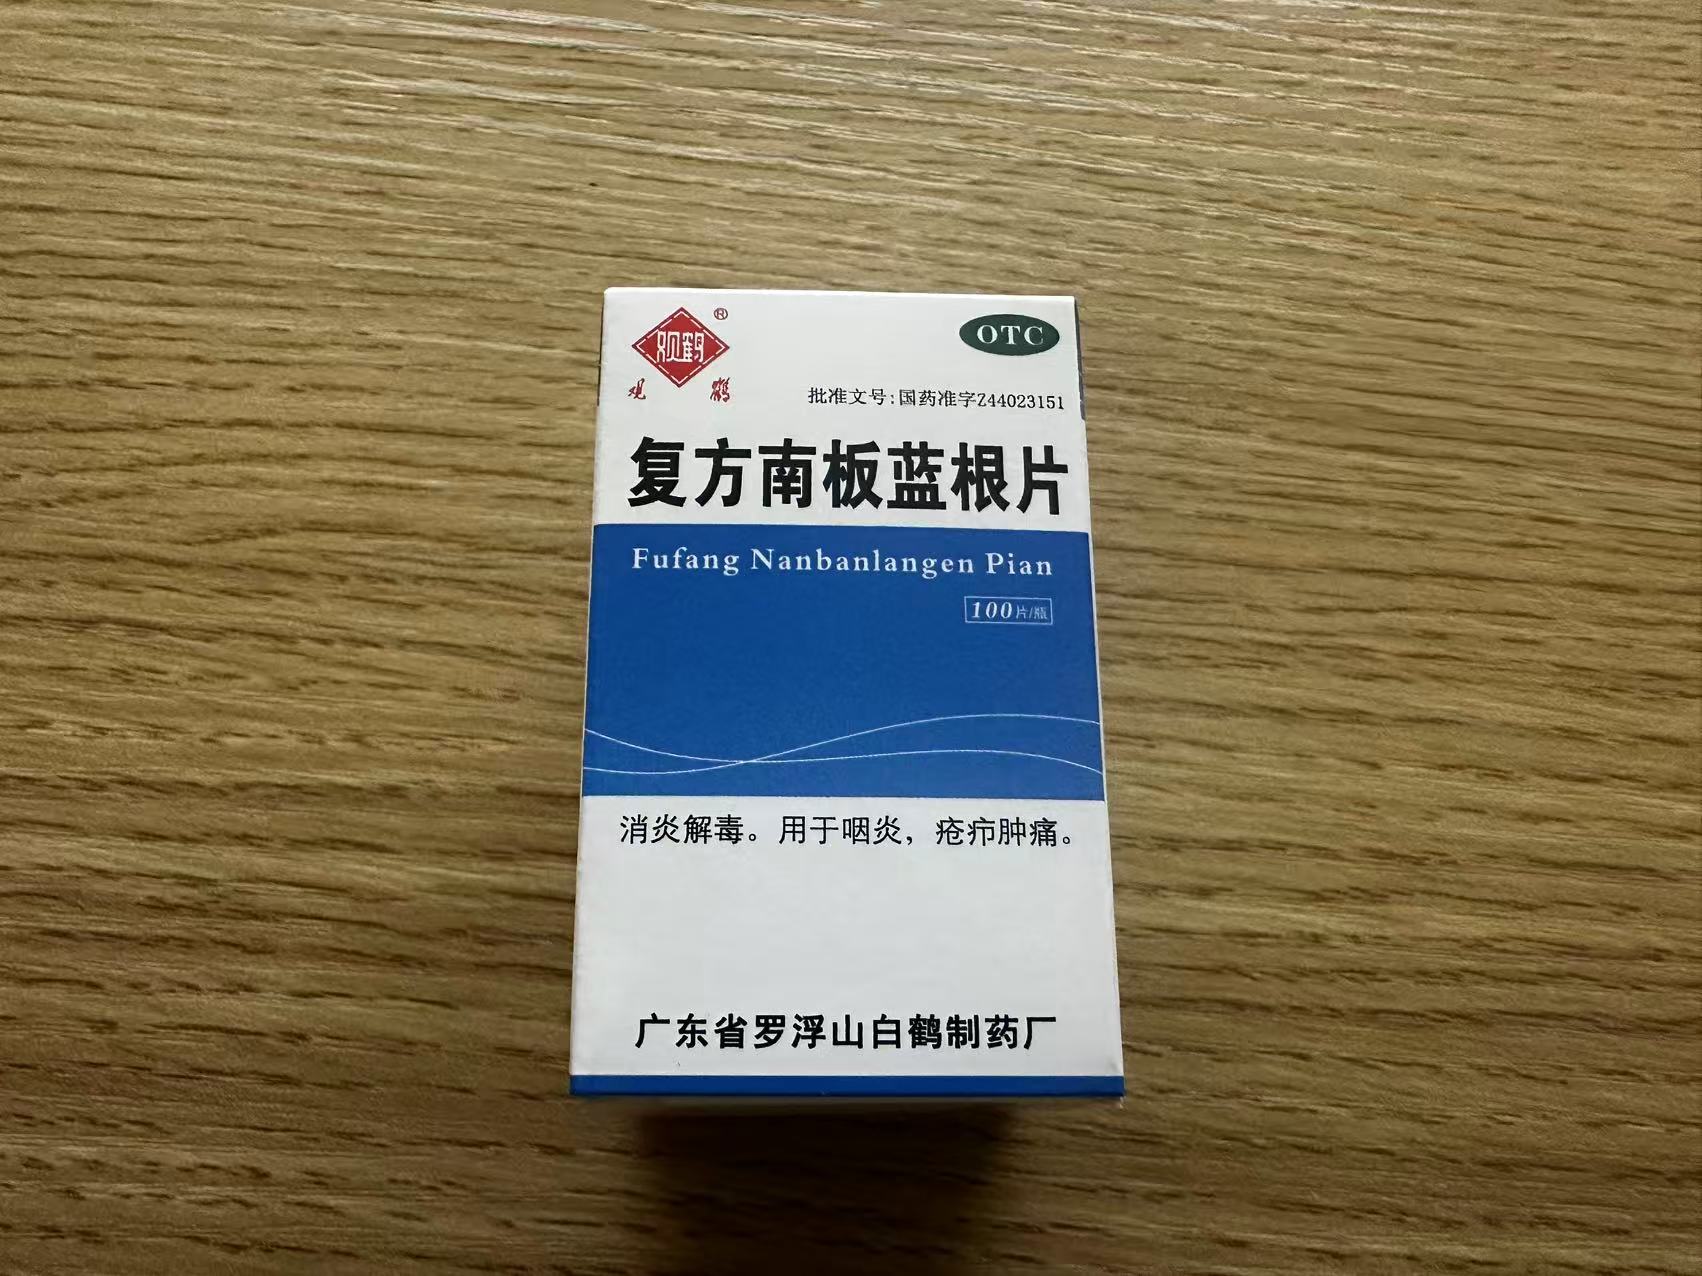 观鹤®
OTC
观鹤
批准文号:国药准字Z44023151
复方南板蓝根片
Fufang Nanbanlangen Pian
100片/瓶
消炎解毒。用于咽炎，疮疖肿痛。
广东省罗浮山白鹤制药厂